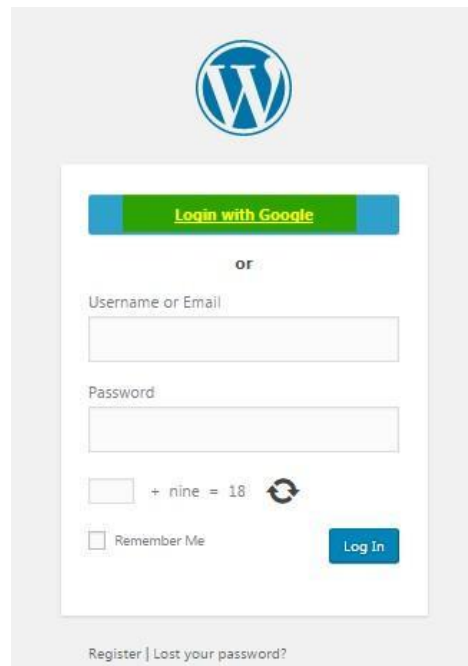 Login with Google
or
Username or Email
Password
+ nine = 18
Remember Me
Log In
Register | Lost your password?